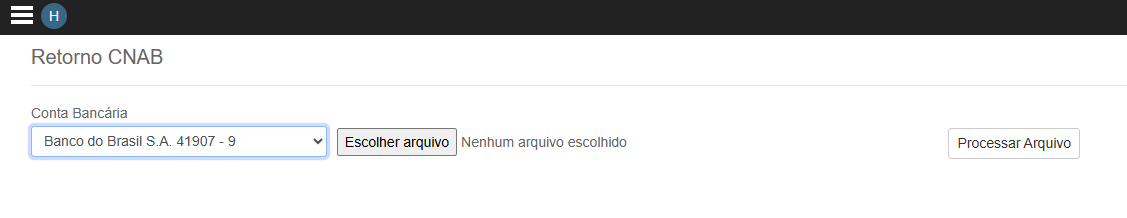 H
Retorno CNAB
Conta Bancária
Banco do Brasil S.A. 41907 - 9 Escolher arquivo Nenhum arquivo escolhido Processar Arquivo